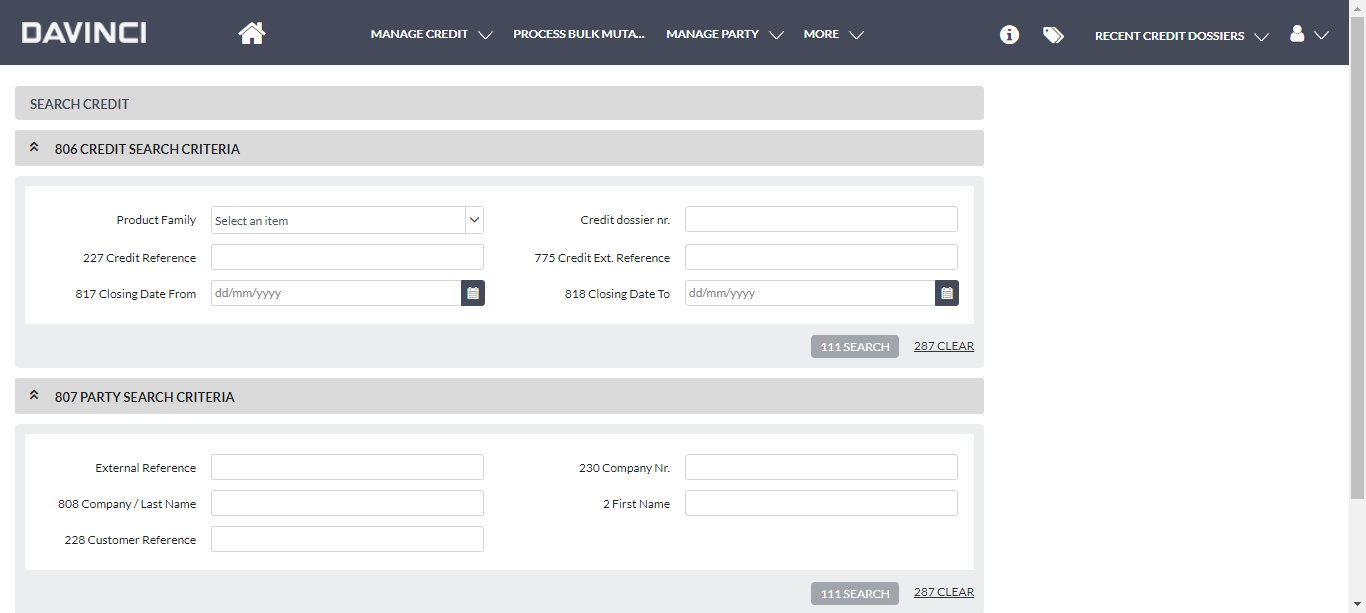 DAVINCI MANAGE CREDIT PROCESS BULK MUTA... MANAGE PARTY MORE RECENT CREDIT DOSSIERS
SEARCH CREDIT
806 CREDIT SEARCH CRITERIA
Product Family Select an item Credit dossier nr.
227 Credit Reference 775 Credit Ext. Reference
817 Closing Date From dd/mm/yyyy 818 Closing Date To dd/mm/yyyy
111 SEARCH 287 CLEAR
807 PARTY SEARCH CRITERIA
External Reference 230 Company Nr.
808 Company / Last Name 2 First Name
228 Customer Reference
111 SEARCH 287 CLEAR